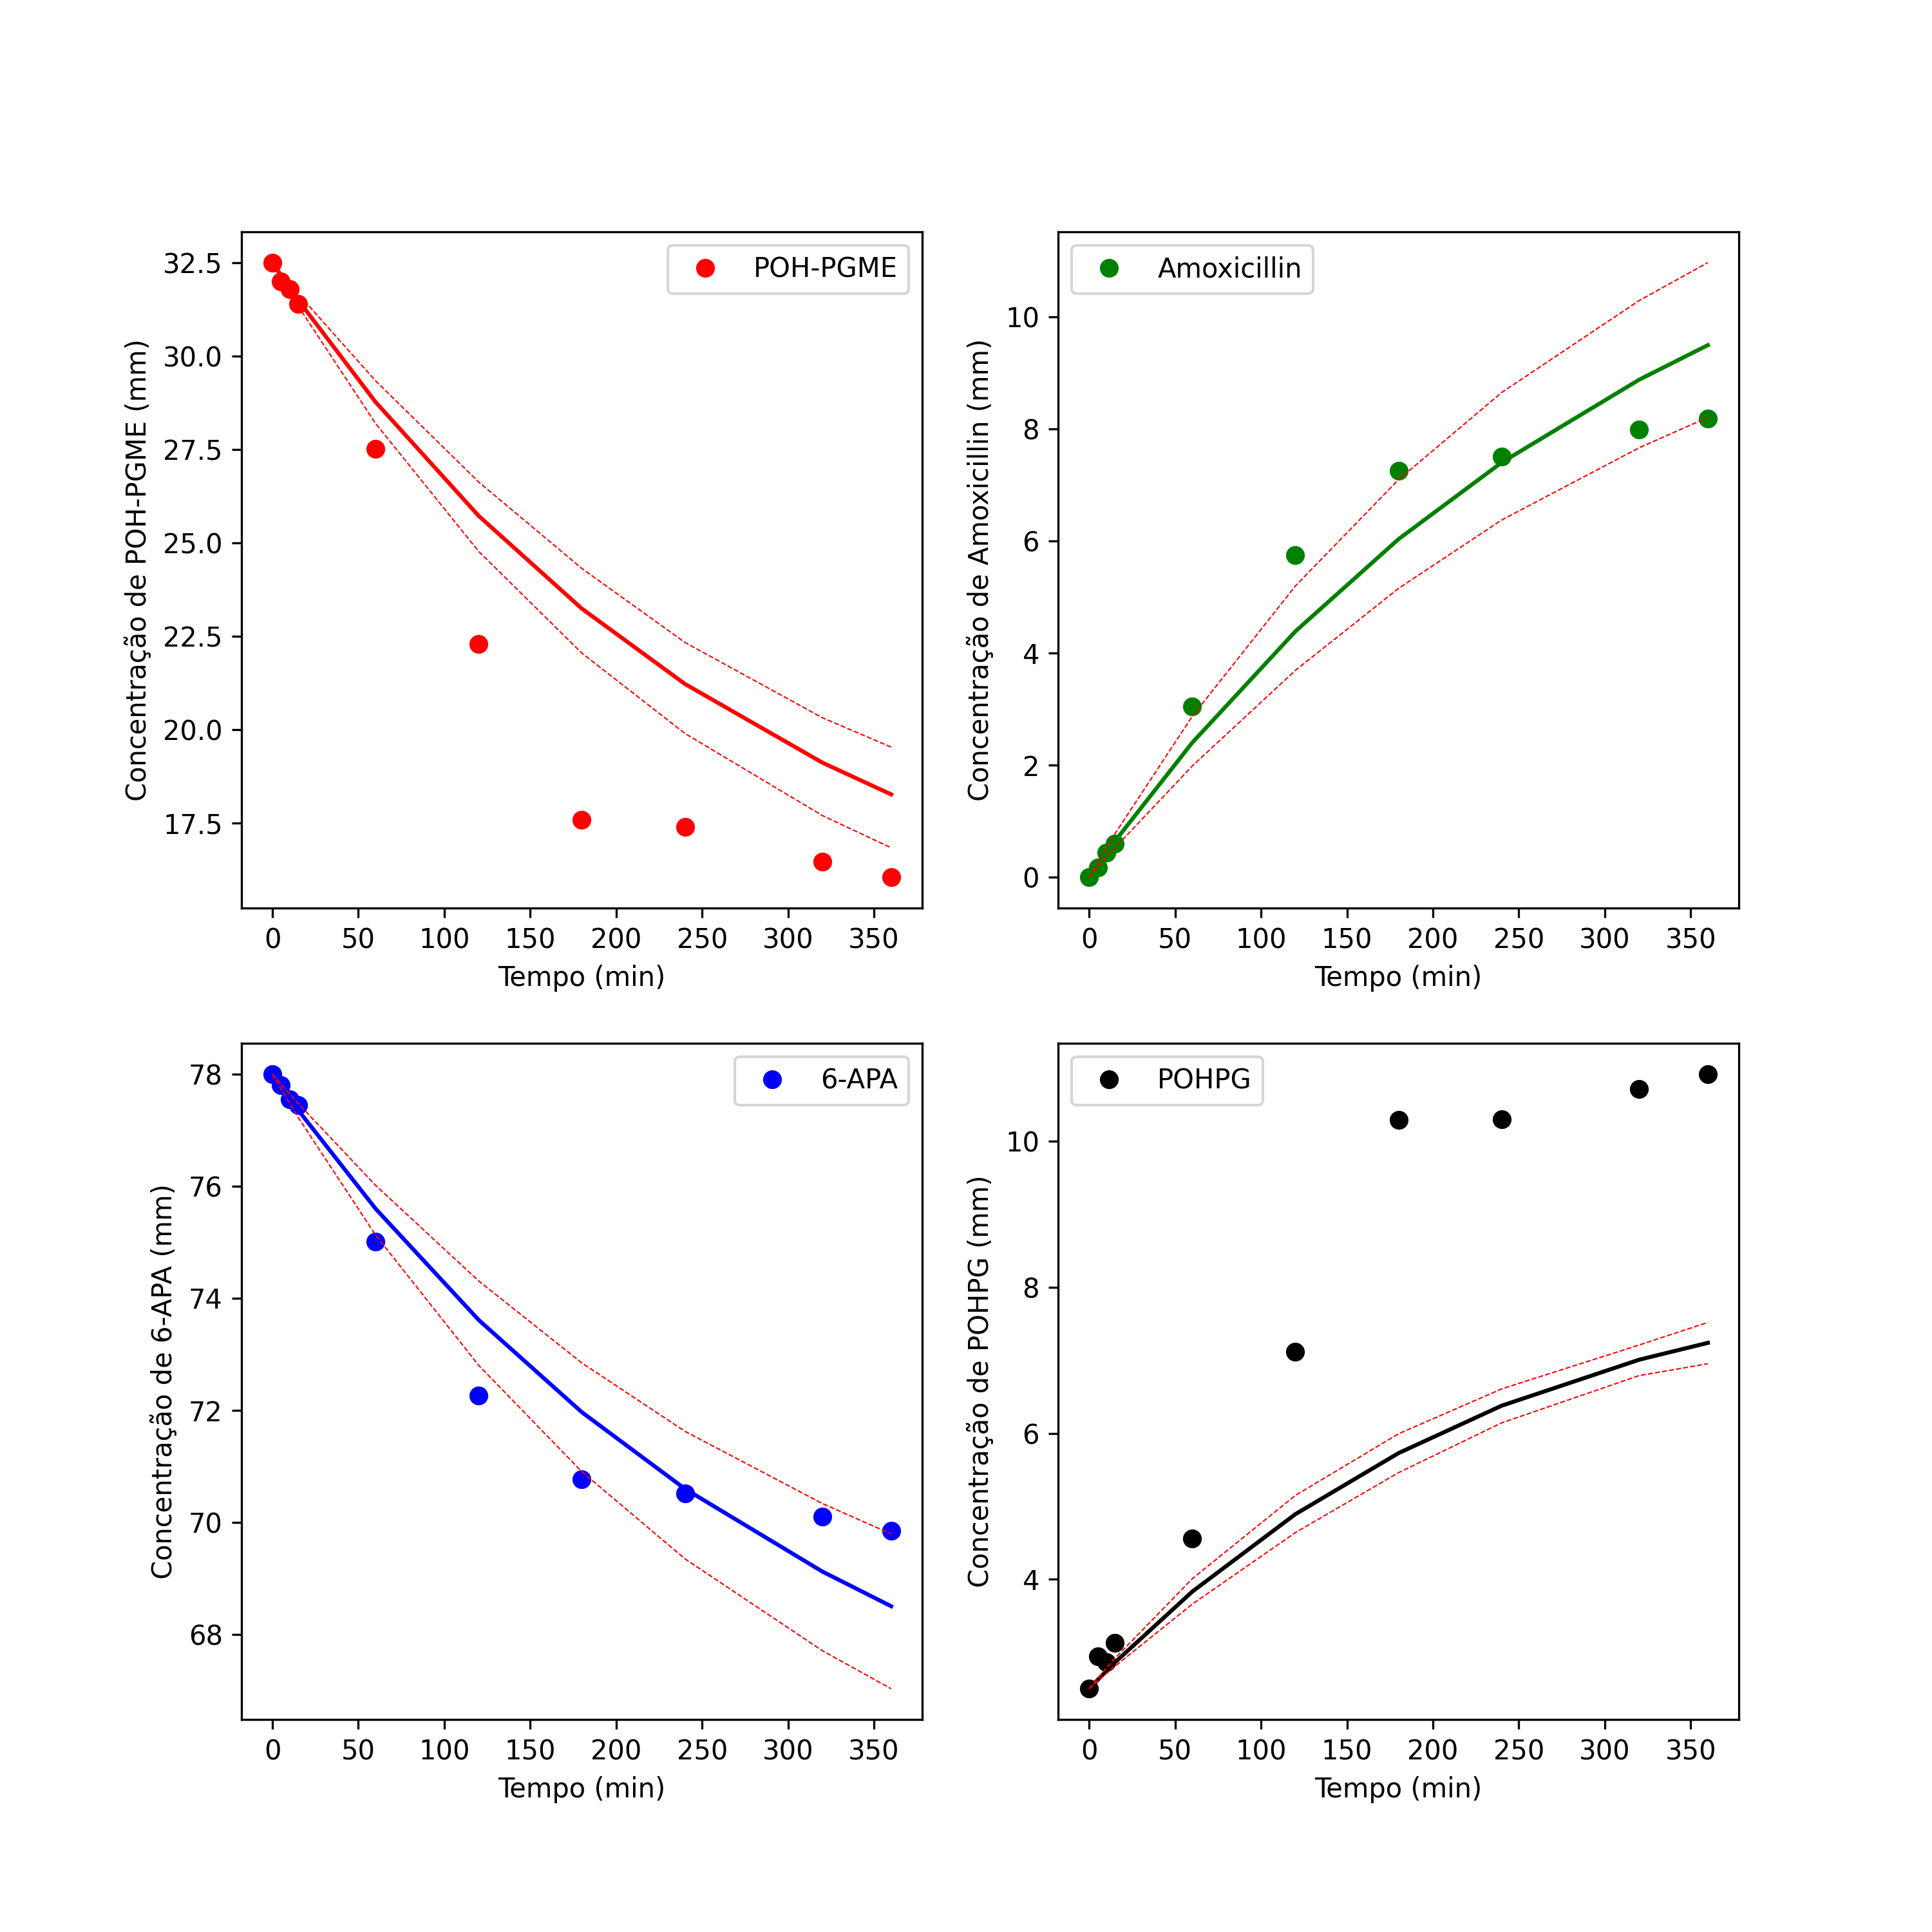 POH-PGME
Concentração de POH-PGME (mm)
32.5
30.0
27.5
25.0
22.5
20.0
17.5
0 50 100 150 200 250 300 350
Tempo (min)
Amoxicillin
Concentração de Amoxicillin (mm)
10
8
6
4
2
0
0 50 100 150 200 250 300 350
Tempo (min)
6-APA
Concentração de 6-APA (mm)
78
76
74
72
70
68
0 50 100 150 200 250 300 350
Tempo (min)
POHPG
Concentração de POHPG (mm)
10
8
6
4
0 50 100 150 200 250 300 350
Tempo (min)